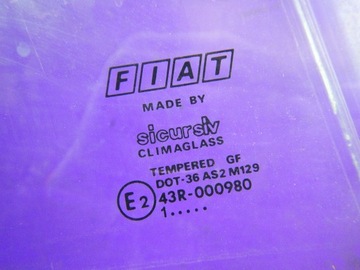 FIAT
MADE BY
sicursiv
CLIMAGLASS
TEMPERED GF
DOT-36 AS2 M129
E2 43R-000980
1.....